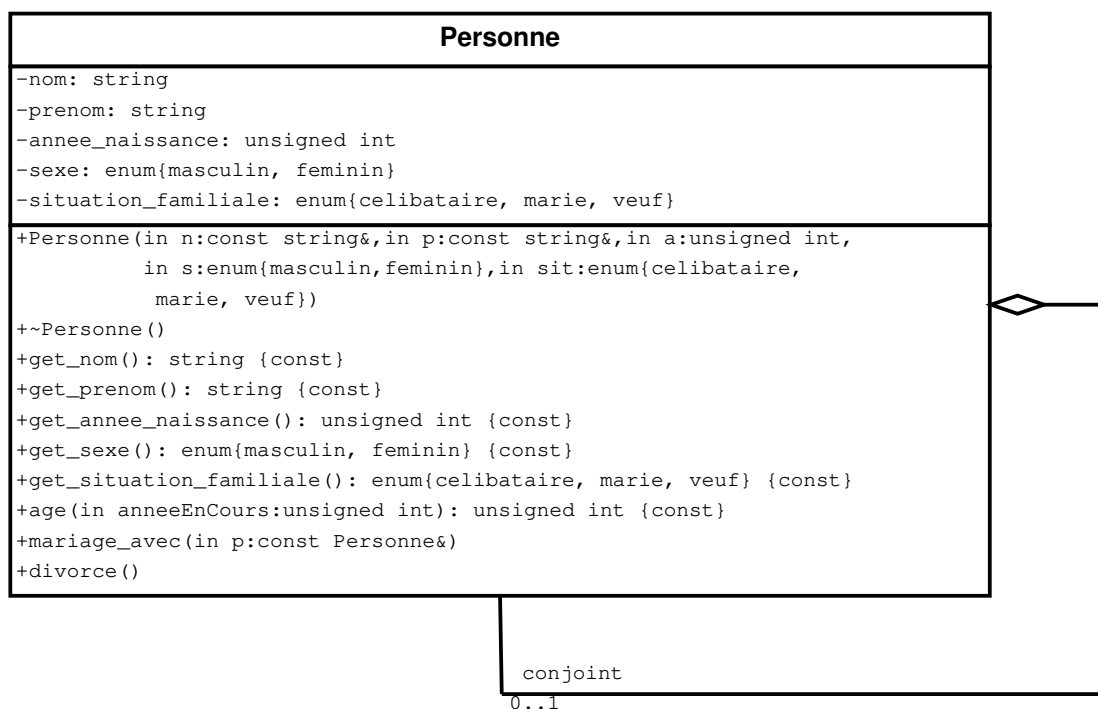 Personne
-nom: string
-prenom: string
-annee_naissance: unsigned int
-sexe: enum{masculin, feminin}
-situation_familiale: enum{celibataire, marie, veuf}
+Personne(in n:const string&,in p:const string&,in a:unsigned int,
in s:enum{masculin,feminin},in sit:enum{celibataire,
marie, veuf})
+~Personne()
+get_nom(): string {const}
+get_prenom(): string {const}
+get_annee_naissance(): unsigned int {const}
+get_sexe(): enum{masculin, feminin} {const}
+get_situation_familiale(): enum{celibataire, marie, veuf} {const}
+age(in anneeEnCours:unsigned int): unsigned int {const}
+mariage_avec(in p:const Personne&)
+divorce()
conjoint
0..1